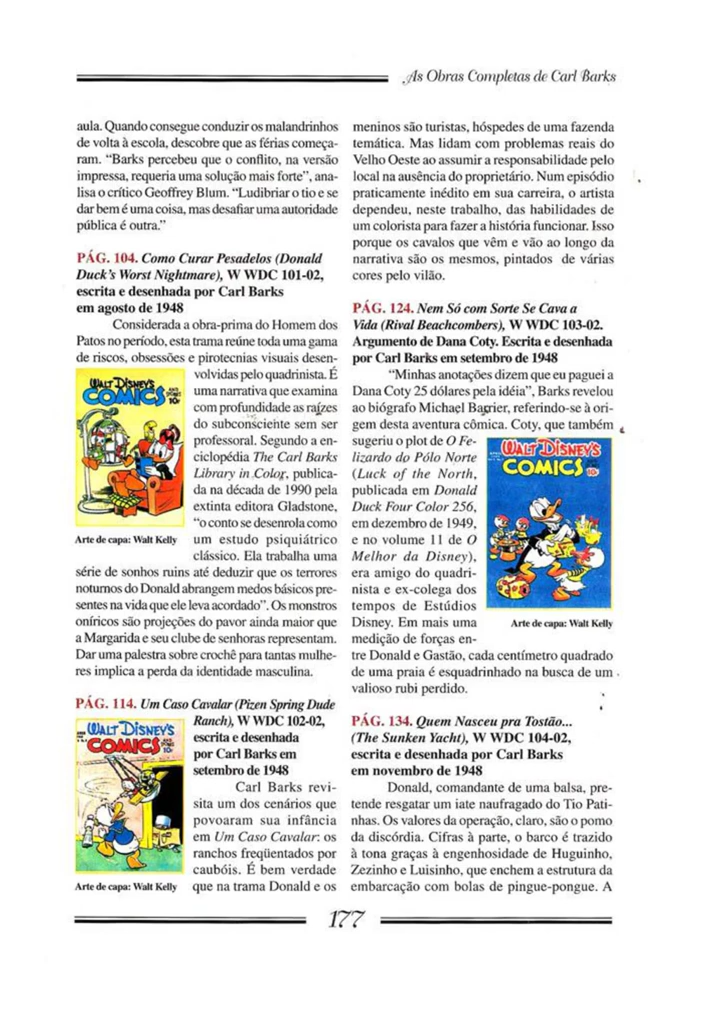 As Obras Completas de Carl Barks
aula. Quando consegue conduzir os malandrinhos
de volta à escola, descobre que as férias começa-
ram. “Barks percebeu que o conflito, na versão
impressa, requeria uma solução mais forte”, ana-
lisa o crítico Geoffrey Blum. “Ludibriar o tio e se
dar bem é uma coisa, mas desafiar uma autoridade
pública é outra.”
PÁG. 104. Como Curar Pesadelos (Donald
Duck’s Worst Nightmare), W WDC 101-02,
escrita e desenhada por Carl Barks
em agosto de 1948
Considerada a obra-prima do Homem dos
Patos no período, esta trama reúne toda uma gama
de riscos, obsessões e pirotecnias visuais desen-
volvidas pelo quadrinista. É
uma narrativa que examina
com profundidade as raízes
do subconsciente sem ser
professoral. Segundo a en-
ciclopédia The Carl Barks
Library in Color, publica-
da na década de 1990 pela
extinta editora Gladstone,
“o conto se desenrola como
um estudo psiquiátrico
clássico. Ela trabalha uma
série de sonhos ruins até deduzir que os terrores
noturnos do Donald abrangem medos básicos pre-
sentes na vida que ele leva acordado”. Os monstros
oníricos são projeções do pavor ainda maior que
a Margarida e seu clube de senhoras representam.
Dar uma palestra sobre crochê para tantas mulhe-
res implica a perda da identidade masculina.
WALT DISNEY'S
COMICS
AND
10¢
Arte de capa: Walt Kelly
PÁG. 114. Um Caso Cavalar (Pizen Spring Dude
Ranch), W WDC 102-02,
escrita e desenhada
por Carl Barks em
setembro de 1948
Carl Barks revi-
sita um dos cenários que
povoaram sua infância
em Um Caso Cavalar: os
ranchos freqüentados por
caubóis. É bem verdade
que na trama Donald e os
WALT DISNEY'S
COMICS
10¢
Arte de capa: Walt Kelly
meninos são turistas, hóspedes de uma fazenda
temática. Mas lidam com problemas reais do
Velho Oeste ao assumir a responsabilidade pelo
local na ausência do proprietário. Num episódio
praticamente inédito em sua carreira, o artista
dependeu, neste trabalho, das habilidades de
um colorista para fazer a história funcionar. Isso
porque os cavalos que vêm e vão ao longo da
narrativa são os mesmos, pintados de várias
cores pelo vilão.
PÁG. 124. Nem Só com Sorte Se Cava a
Vida (Rival Beachcombers), W WDC 103-02.
Argumento de Dana Coty. Escrita e desenhada
por Carl Barks em setembro de 1948
“Minhas anotações dizem que eu paguei a
Dana Coty 25 dólares pela idéia”, Barks revelou
ao biógrafo Michael Barrier, referindo-se à ori-
gem desta aventura cômica. Coty, que também
sugeriu o plot de O Fe-
lizardo do Pólo Norte
(Luck of the North,
publicada em Donald
Duck Four Color 256,
em dezembro de 1949,
e no volume 11 de O
Melhor da Disney),
era amigo do quadri-
nista e ex-colega dos
tempos de Estúdios
Disney. Em mais uma
medição de forças en-
tre Donald e Gastão, cada centímetro quadrado
de uma praia é esquadrinhado na busca de um
valioso rubi perdido.
WALT DISNEY'S
COMICS
10¢
Arte de capa: Walt Kelly
PÁG. 134. Quem Nasceu pra Tostão...
(The Sunken Yacht), W WDC 104-02,
escrita e desenhada por Carl Barks
em novembro de 1948
Donald, comandante de uma balsa, pre-
tende resgatar um iate naufragado do Tio Pati-
nhas. Os valores da operação, claro, são o pomo
da discórdia. Cifras à parte, o barco é trazido
à tona graças à engenhosidade de Huguinho,
Zezinho e Luisinho, que enchem a estrutura da
embarcação com bolas de pingue-pongue. A
177